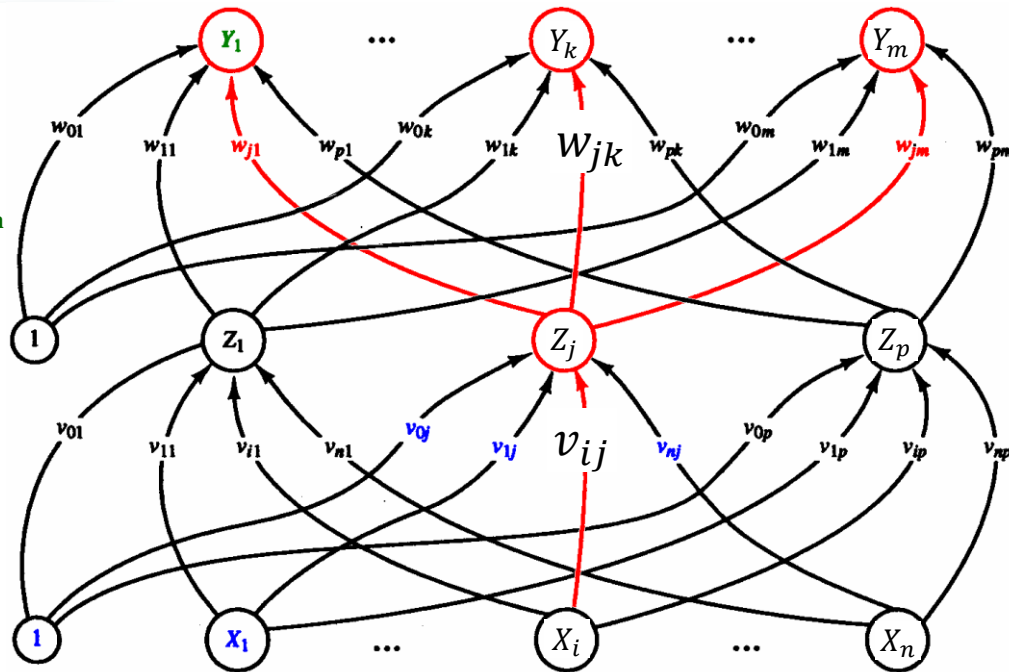 Y₁ ... Yₖ ... Yₘ
w₀₁ w₁₁ wⱼ₁ wₚ₁ w₀ₖ w₁ₖ wⱼₖ wₚₖ w₀ₘ w₁ₘ wⱼₘ wₚₘ
1 Z₁ Zⱼ Zₚ
v₀₁ v₁₁ vᵢ₁ vₙ₁ v₀ⱼ v₁ⱼ vᵢⱼ vₙⱼ v₀ₚ v₁ₚ vᵢₚ vₙₚ
1 X₁ ... Xᵢ ... Xₙ